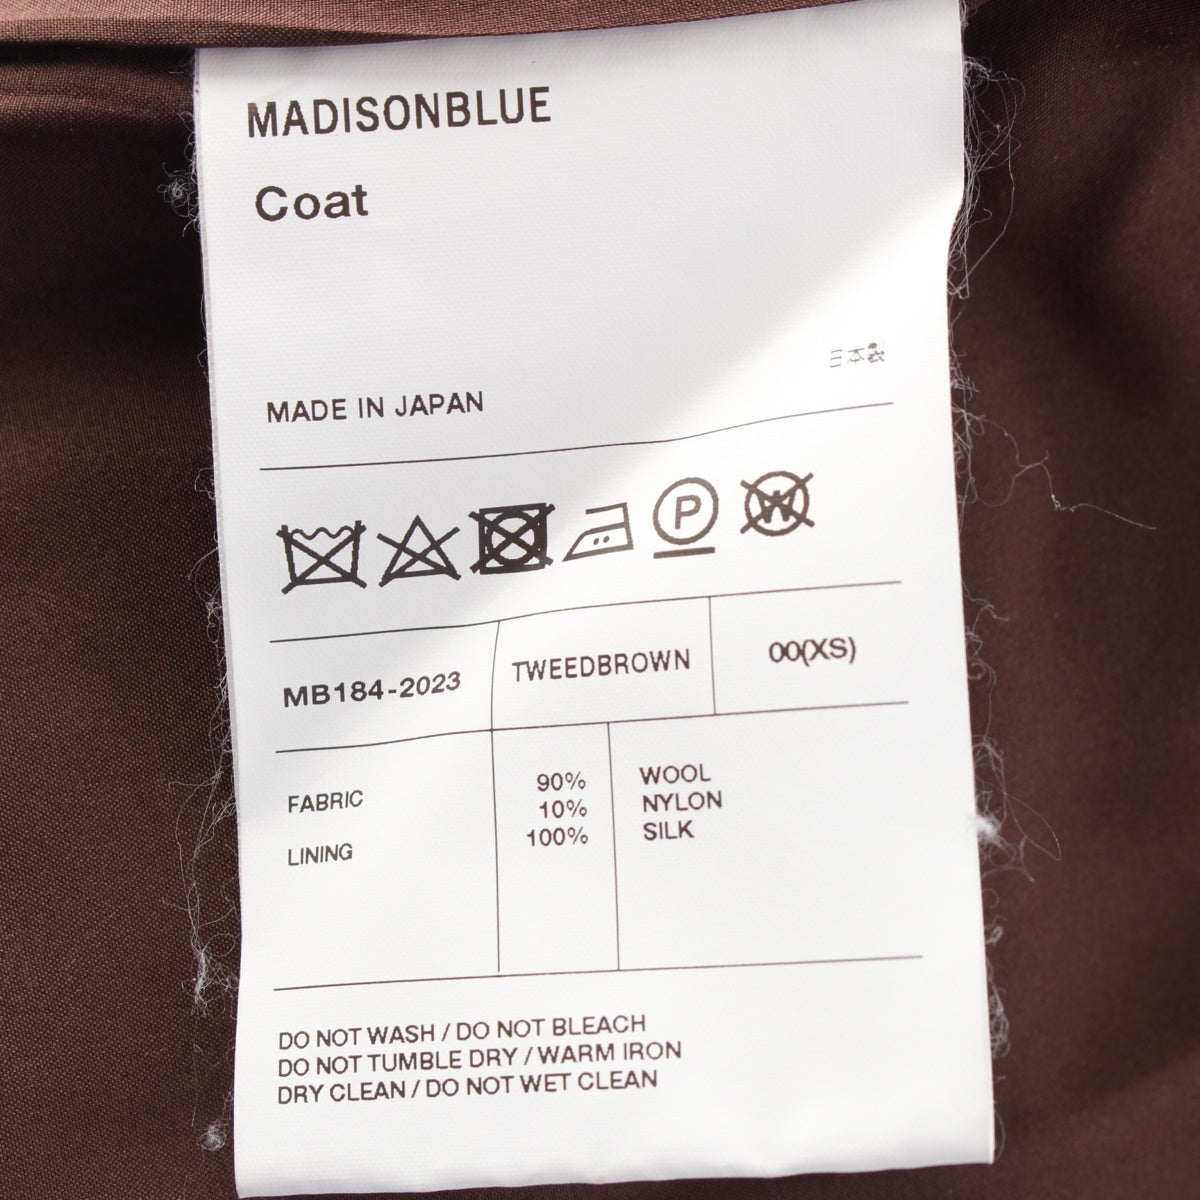 MADISONBLUE
Coat
日本製
MADE IN JAPAN
P W
MB184-2023 TWEEDBROWN 00(XS)
FABRIC 90% WOOL
10% NYLON
LINING 100% SILK
DO NOT WASH / DO NOT BLEACH
DO NOT TUMBLE DRY / WARM IRON
DRY CLEAN / DO NOT WET CLEAN